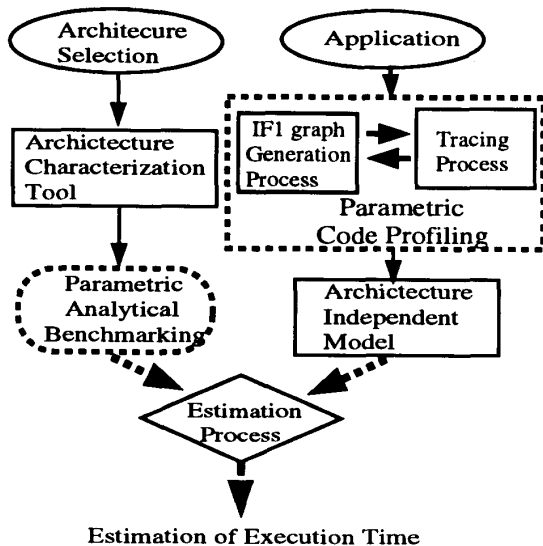 Architecure
Selection
Application
Archictecture
Characterization
Tool
IF1 graph
Generation
Process
Tracing
Process
Parametric
Code Profiling
Parametric
Analytical
Benchmarking
Archictecture
Independent
Model
Estimation
Process
Estimation of Execution Time